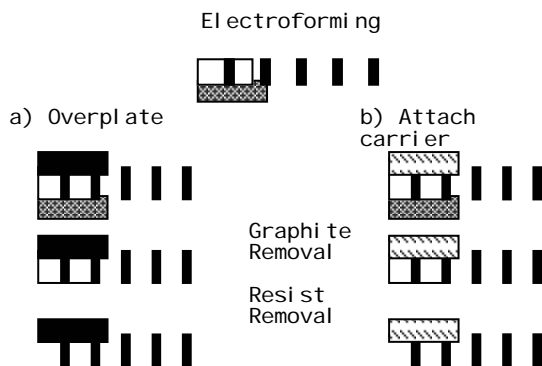 Electroforming
a) Overplate
b) Attach
carrier
Graphite
Removal
Resist
Removal